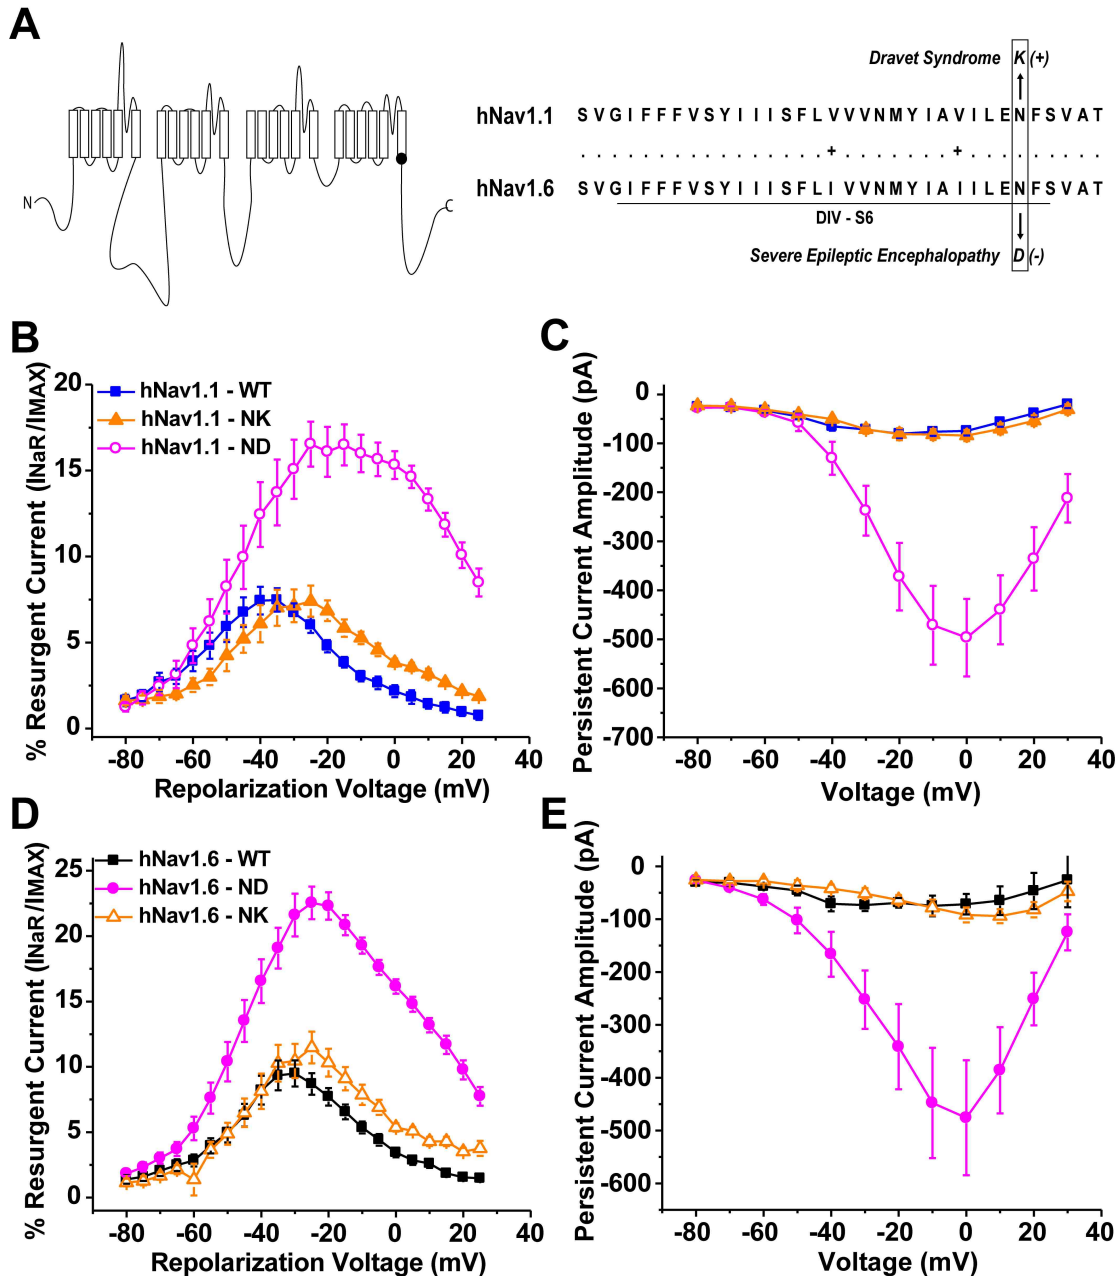 A
Dravet Syndrome K (+)
hNav1.1 S V G I F F F V S Y I I I S F L V V V N M Y I A V I L E N F S V A T
. . . . . . . . . . . . . . . . + . . . . . . . + . . . . . . . . .
hNav1.6 S V G I F F F V S Y I I I S F L I V V N M Y I A I I L E N F S V A T
DIV - S6
Severe Epileptic Encephalopathy D (-)
N
C
B
% Resurgent Current (INaR/IMAX)
20
15
10
5
0
hNav1.1 - WT
hNav1.1 - NK
hNav1.1 - ND
-80 -60 -40 -20 0 20 40
Repolarization Voltage (mV)
C
Persistent Current Amplitude (pA)
0
-100
-200
-300
-400
-500
-600
-700
-80 -60 -40 -20 0 20 40
Voltage (mV)
D
% Resurgent Current (INaR/IMAX)
25
20
15
10
5
0
hNav1.6 - WT
hNav1.6 - ND
hNav1.6 - NK
-80 -60 -40 -20 0 20 40
Repolarization Voltage (mV)
E
Persistent Current Amplitude (pA)
0
-100
-200
-300
-400
-500
-600
-80 -60 -40 -20 0 20 40
Voltage (mV)